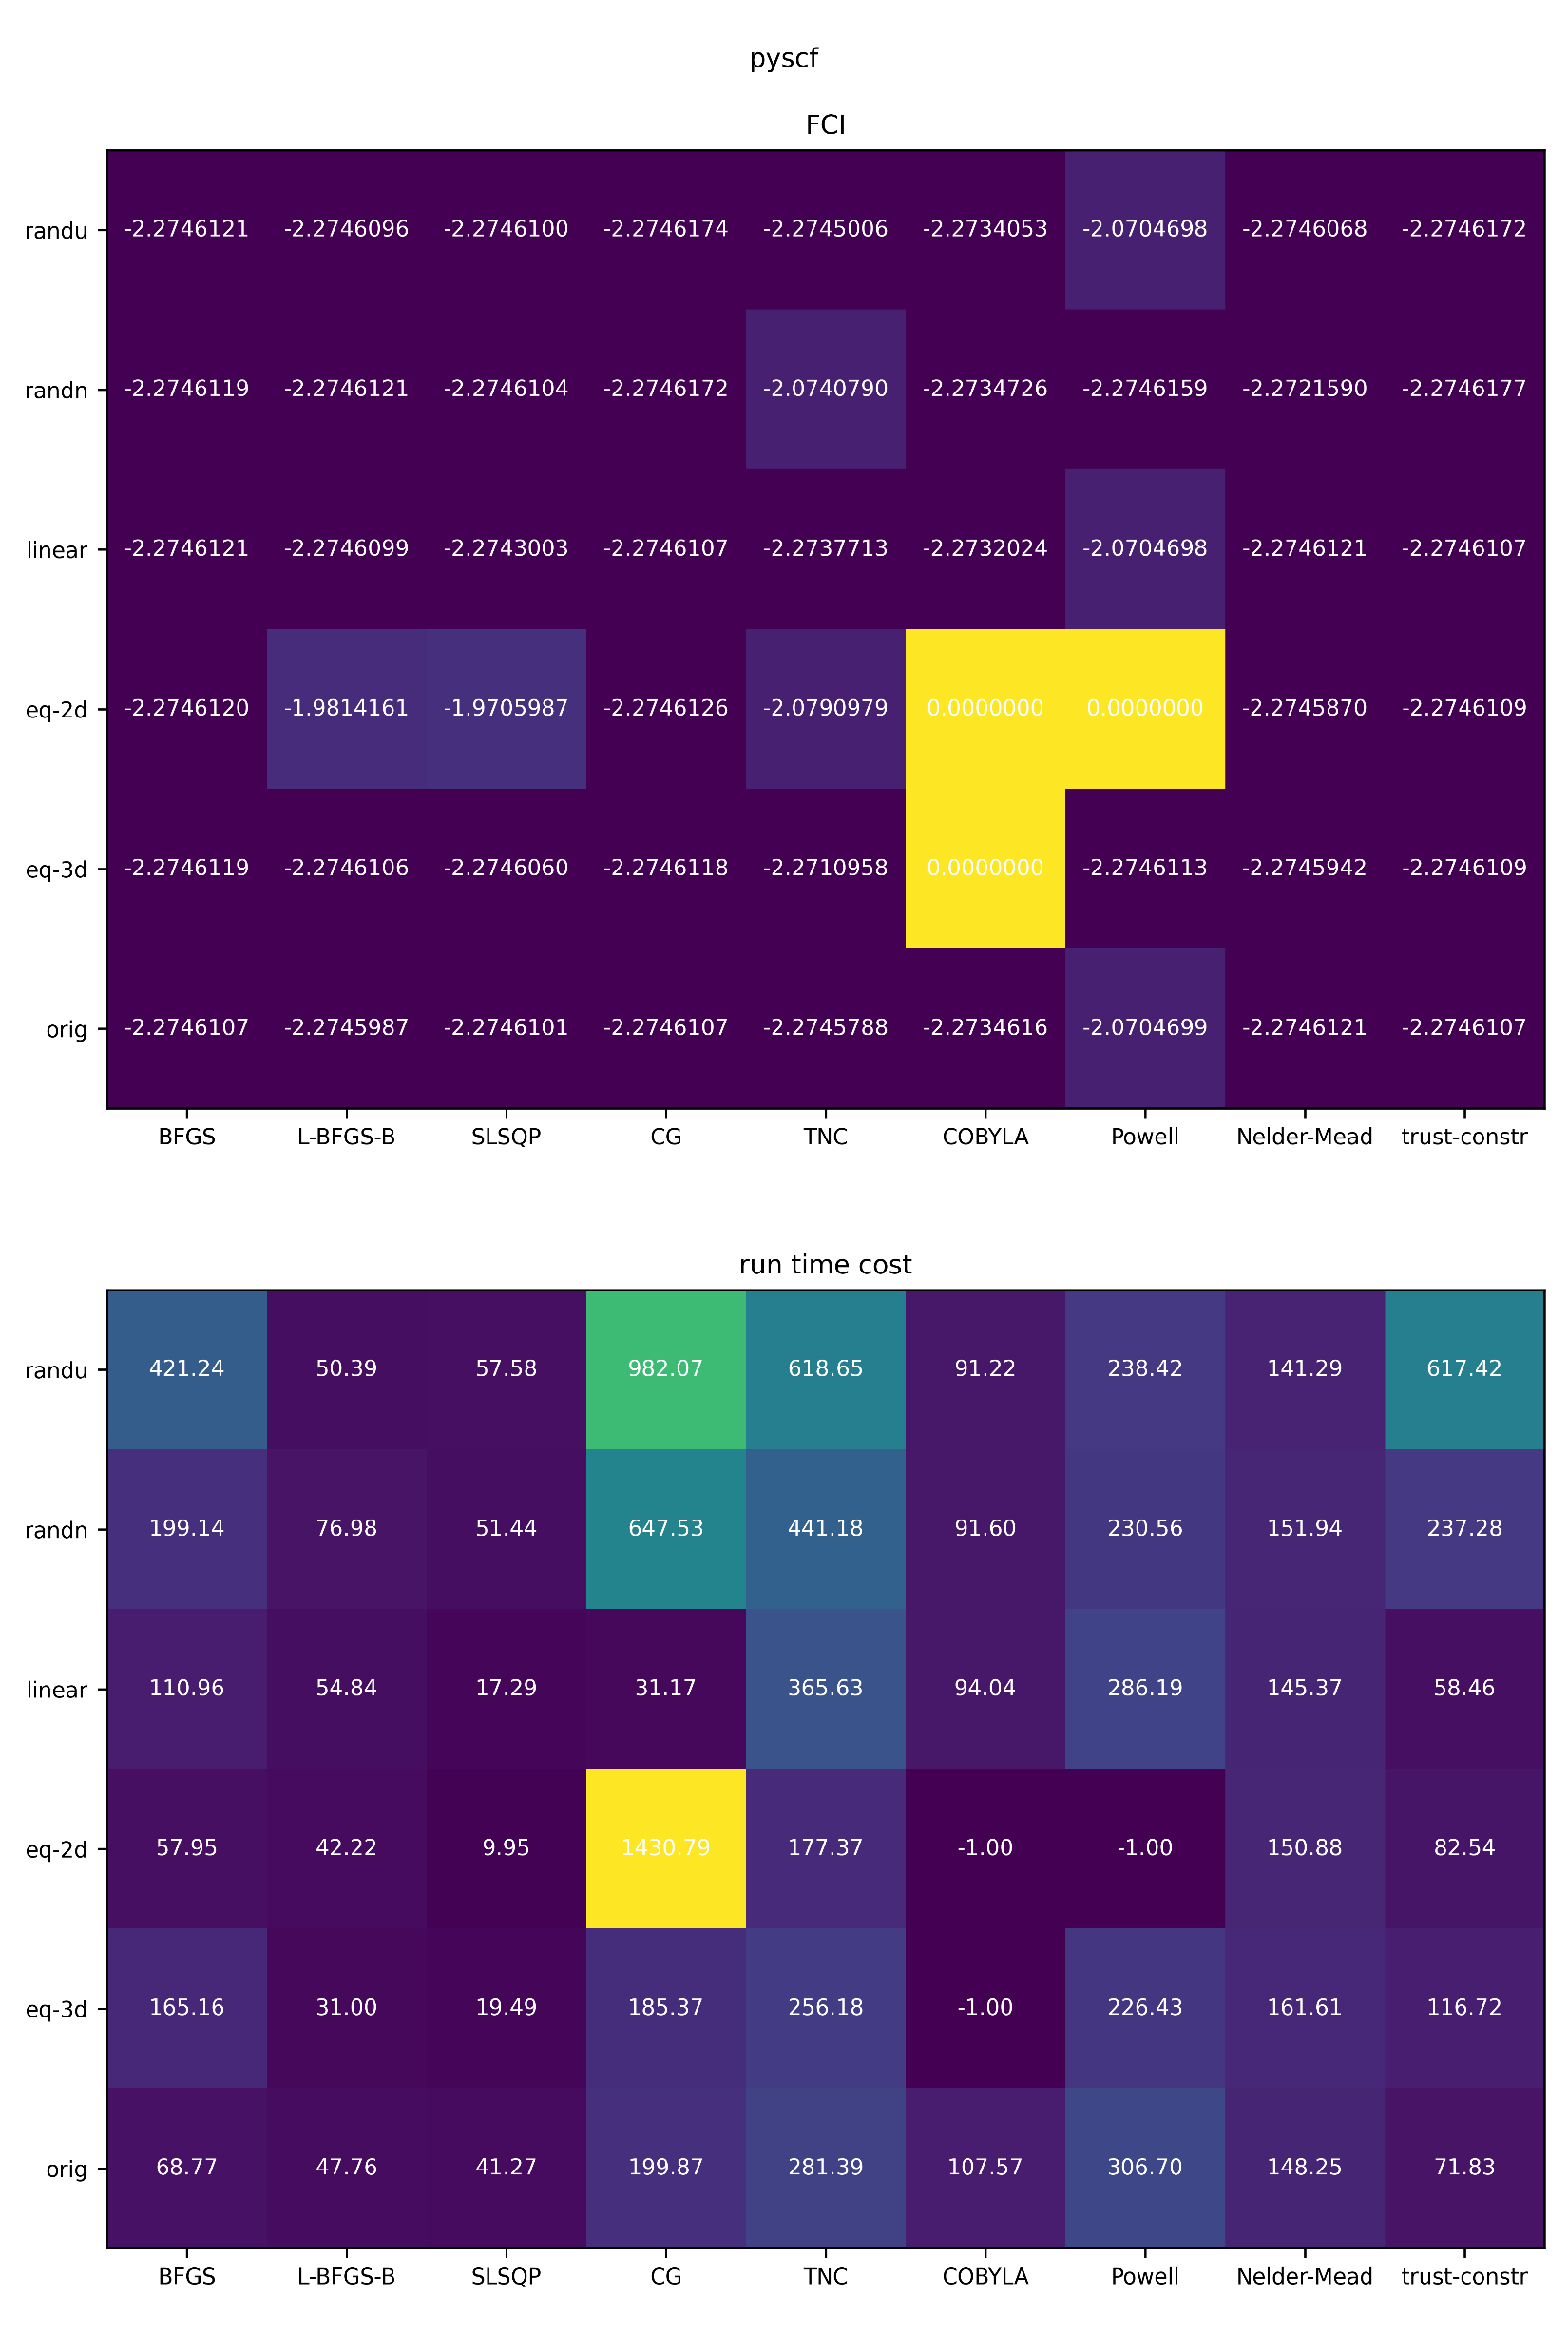 pyscf
FCI
randu -2.2746121 -2.2746096 -2.2746100 -2.2746174 -2.2745006 -2.2734053 -2.0704698 -2.2746068 -2.2746172
randn -2.2746119 -2.2746121 -2.2746104 -2.2746172 -2.0740790 -2.2734726 -2.2746159 -2.2721590 -2.2746177
linear -2.2746121 -2.2746099 -2.2743003 -2.2746107 -2.2737713 -2.2732024 -2.0704698 -2.2746121 -2.2746107
eq-2d -2.2746120 -1.9814161 -1.9705987 -2.2746126 -2.0790979 0.0000000 0.0000000 -2.2745870 -2.2746109
eq-3d -2.2746119 -2.2746106 -2.2746060 -2.2746118 -2.2710958 0.0000000 -2.2746113 -2.2745942 -2.2746109
orig -2.2746107 -2.2745987 -2.2746101 -2.2746107 -2.2745788 -2.2734616 -2.0704699 -2.2746121 -2.2746107
BFGS L-BFGS-B SLSQP CG TNC COBYLA Powell Nelder-Mead trust-constr
run time cost
randu 421.24 50.39 57.58 982.07 618.65 91.22 238.42 141.29 617.42
randn 199.14 76.98 51.44 647.53 441.18 91.60 230.56 151.94 237.28
linear 110.96 54.84 17.29 31.17 365.63 94.04 286.19 145.37 58.46
eq-2d 57.95 42.22 9.95 1430.79 177.37 -1.00 -1.00 150.88 82.54
eq-3d 165.16 31.00 19.49 185.37 256.18 -1.00 226.43 161.61 116.72
orig 68.77 47.76 41.27 199.87 281.39 107.57 306.70 148.25 71.83
BFGS L-BFGS-B SLSQP CG TNC COBYLA Powell Nelder-Mead trust-constr